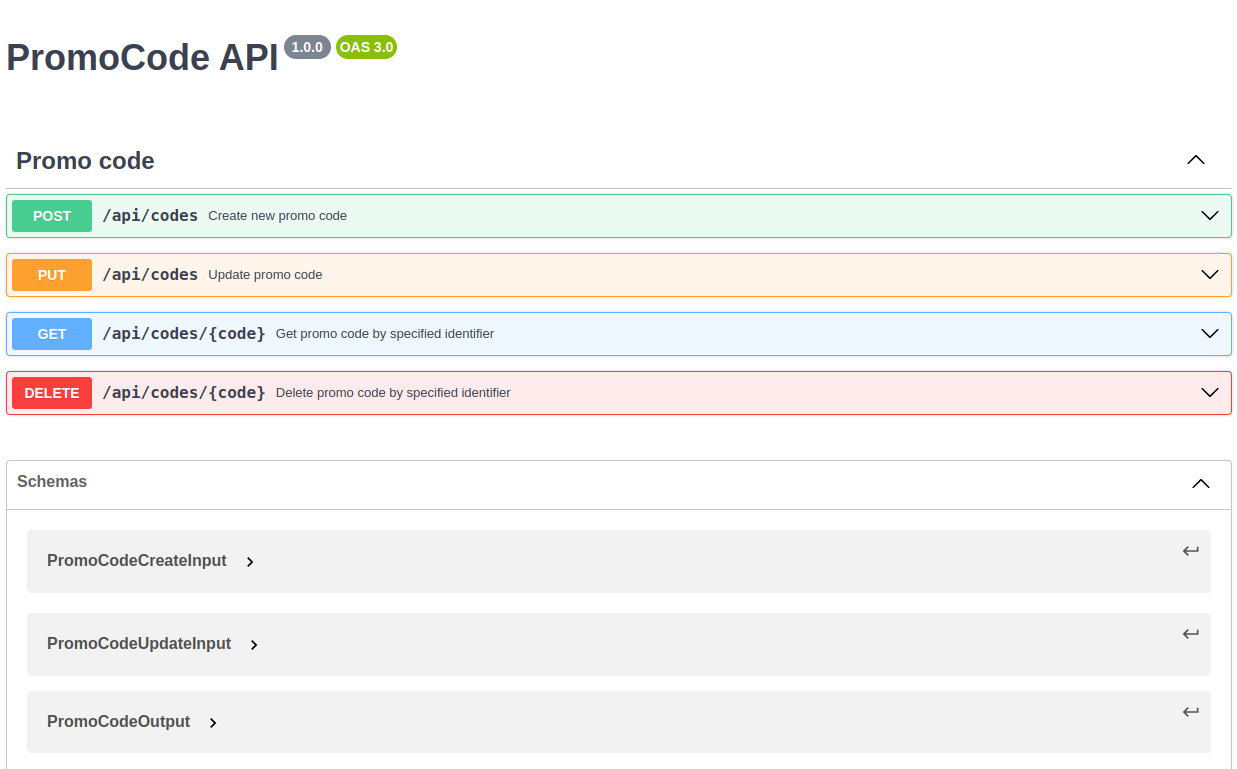 PromoCode API 1.0.0 OAS 3.0
Promo code
POST /api/codes Create new promo code
PUT /api/codes Update promo code
GET /api/codes/{code} Get promo code by specified identifier
DELETE /api/codes/{code} Delete promo code by specified identifier
Schemas
PromoCodeCreateInput
PromoCodeUpdateInput
PromoCodeOutput